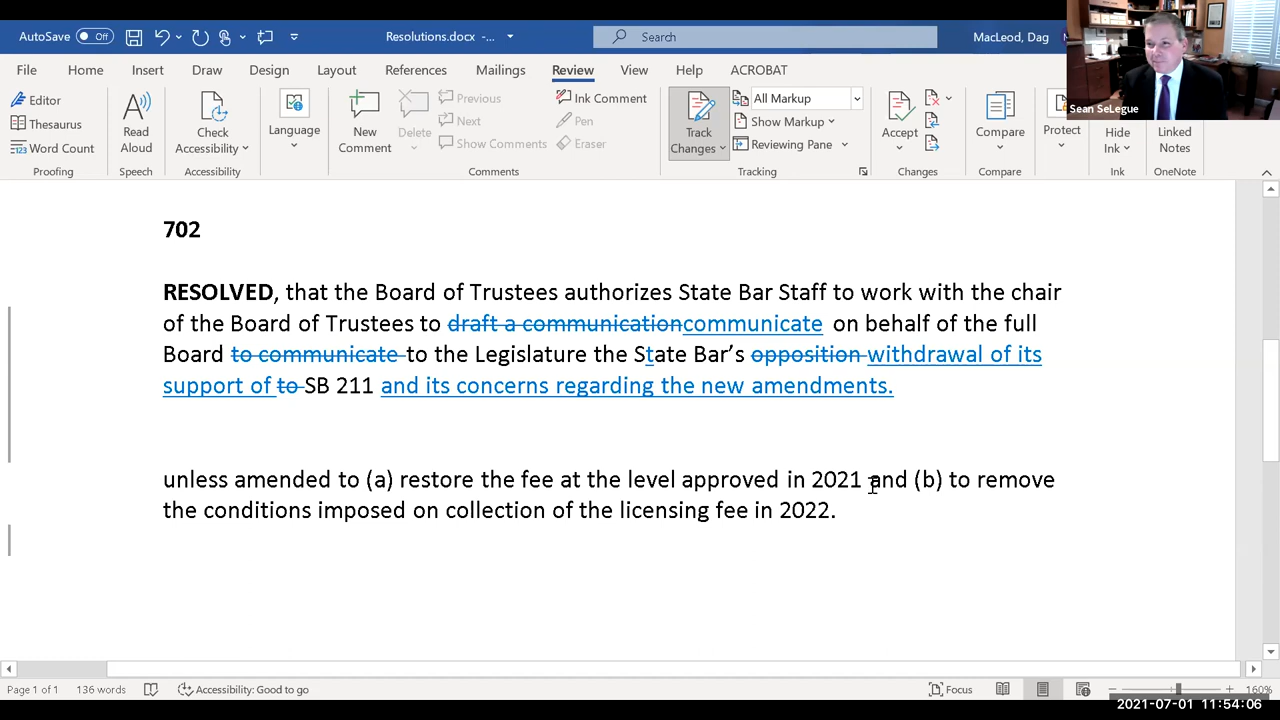 AutoSave Off Resolutions.docx -... Search MacLeod, Dag
File Home Insert Draw Design Layout References Mailings Review View Help ACROBAT
Editor
Thesaurus
Word Count
Proofing
Read Aloud
Speech
Check Accessibility
Accessibility
Language
New Comment
Delete
Previous
Next
Show Comments
Comments
Ink Comment
Pen
Eraser
Track Changes
All Markup
Show Markup
Reviewing Pane
Tracking
Accept
Changes
Compare
Compare
Protect
Hide Ink
Ink
Linked Notes
OneNote
Sean SeLegue
702
RESOLVED, that the Board of Trustees authorizes State Bar Staff to work with the chair
of the Board of Trustees to draft a communicationcommunicate on behalf of the full
Board to communicate to the Legislature the State Bar’s opposition withdrawal of its
support of to SB 211 and its concerns regarding the new amendments.
unless amended to (a) restore the fee at the level approved in 2021 and (b) to remove
the conditions imposed on collection of the licensing fee in 2022.
Page 1 of 1 136 words Accessibility: Good to go Focus 160%
2021-07-01 11:54:06